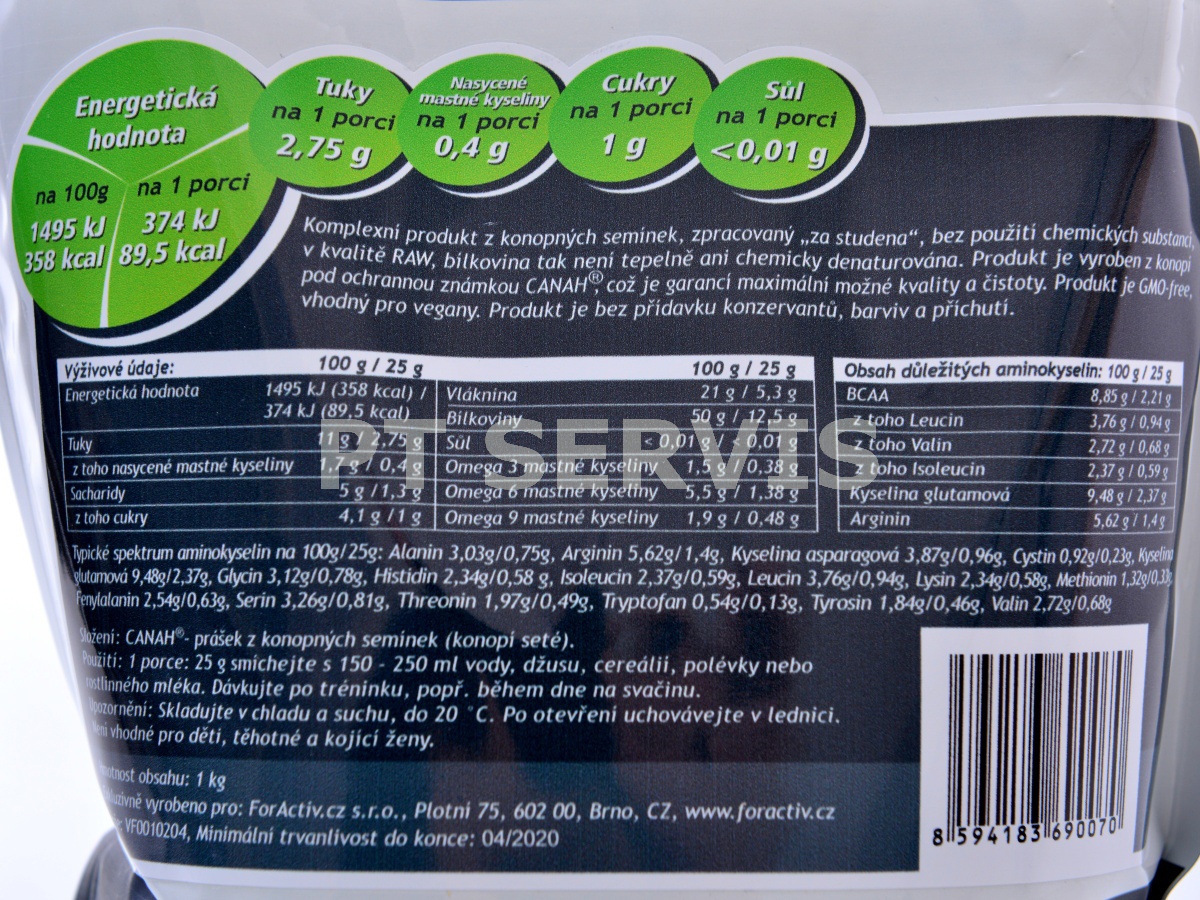 Energetická
hodnota
na 100g
1495 kJ
358 kcal
na 1 porci
374 kJ
89,5 kcal
Tuky
na 1 porci
2,75 g
Nasycené
mastné kyseliny
na 1 porci
0,4 g
Cukry
na 1 porci
1 g
Sůl
na 1 porci
<0,01 g
Komplexní produkt z konopných semínek, zpracovaný „za studena“, bez použití chemických substancí
v kvalitě RAW, bílkovina tak není tepelně ani chemicky denaturována. Produkt je vyroben z konopí
pod ochrannou známkou CANAH®, což je garancí maximální možné kvality a čistoty. Produkt je GMO-free,
vhodný pro vegany. Produkt je bez přídavku konzervantů, barviv a příchutí.
Výživové údaje: 100 g / 25 g
Energetická hodnota 1495 kJ (358 kcal) /
374 kJ (89,5 kcal)
Tuky 11 g / 2,75 g
z toho nasycené mastné kyseliny 1,7 g / 0,4 g
Sacharidy 5 g /1,3 g
z toho cukry 4,1 g /1 g
100 g / 25 g
Vláknina 21 g / 5,3 g
Bílkoviny 50 g / 12,5 g
Sůl < 0,01 g / < 0,01 g
Omega 3 mastné kyseliny 1,5 g / 0,38 g
Omega 6 mastné kyseliny 5,5 g / 1,38 g
Omega 9 mastné kyseliny 1,9 g / 0,48 g
Obsah důležitých aminokyselin: 100 g / 25 g
BCAA 8,85 g / 2,21 g
z toho Leucin 3,76 g / 0,94 g
z toho Valin 2,72 g / 0,68 g
z toho Isoleucin 2,37 g / 0,59 g
Kyselina glutamová 9,48 g / 2,37 g
Arginin 5,62 g / 1,4 g
PT SERVIS
Typické spektrum aminokyselin na 100g/25g: Alanin 3,03g/0,75g, Arginin 5,62g/1,4g, Kyselina asparagová 3,87g/0,96g, Cystin 0,92g/0,23g, Kyselina
glutamová 9,48g/2,37g, Glycin 3,12g/0,78g, Histidin 2,34g/0,58 g, Isoleucin 2,37g/0,59g, Leucin 3,76g/0,94g, Lysin 2,34g/0,58g, Methionin 1,32g/0,33g,
Fenylalanin 2,54g/0,63g, Serin 3,26g/0,81g, Threonin 1,97g/0,49g, Tryptofan 0,54g/0,13g, Tyrosin 1,84g/0,46g, Valin 2,72g/0,68g
Složení: CANAH®- prášek z konopných semínek (konopí seté).
Použití: 1 porce: 25 g smíchejte s 150 - 250 ml vody, džusu, cereálií, polévky nebo
rostlinného mléka. Dávkujte po tréninku, popř. během dne na svačinu.
Upozornění: Skladujte v chladu a suchu, do 20 °C. Po otevření uchovávejte v lednici.
Není vhodné pro děti, těhotné a kojící ženy.
obsahu: 1 kg
vyrobeno pro: ForActiv.cz s.r.o., Plotní 75, 602 00, Brno, CZ, www.foractiv.cz
VF0010204, Minimální trvanlivost do konce: 04/2020
8 594183 690070